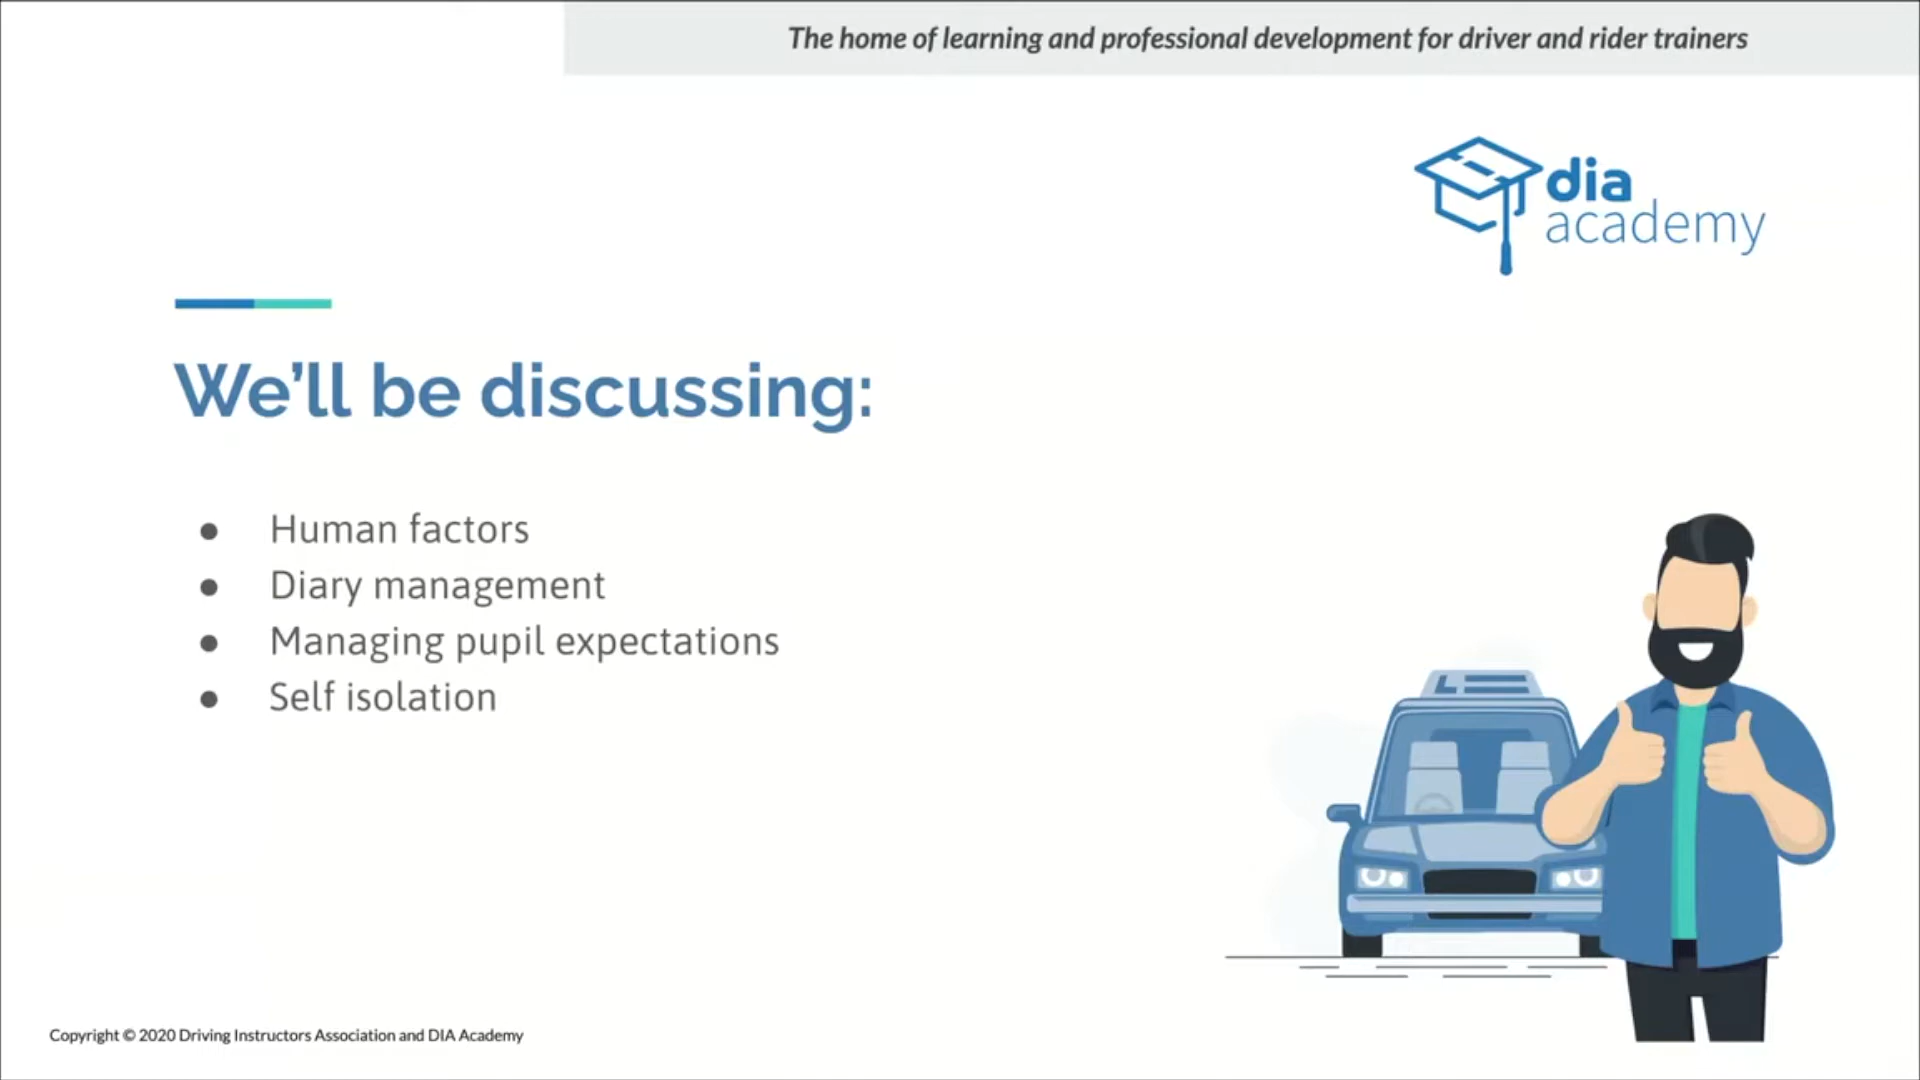 The home of learning and professional development for driver and rider trainers
dia
academy
We'll be discussing:
● Human factors
● Diary management
● Managing pupil expectations
● Self isolation
L
Copyright © 2020 Driving Instructors Association and DIA Academy